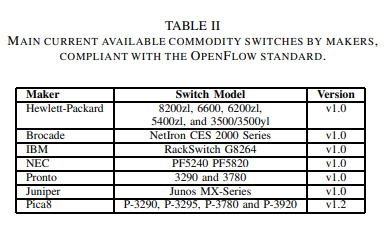 TABLE II
MAIN CURRENT AVAILABLE COMMODITY SWITCHES BY MAKERS,
COMPLIANT WITH THE OPENFLOW STANDARD.
Maker Switch Model Version
Hewlett-Packard 8200zl, 6600, 6200zl, v1.0
5400zl, and 3500/3500yl
Brocade NetIron CES 2000 Series v1.0
IBM RackSwitch G8264 v1.0
NEC PF5240 PF5820 v1.0
Pronto 3290 and 3780 v1.0
Juniper Junos MX-Series v1.0
Pica8 P-3290, P-3295, P-3780 and P-3920 v1.2